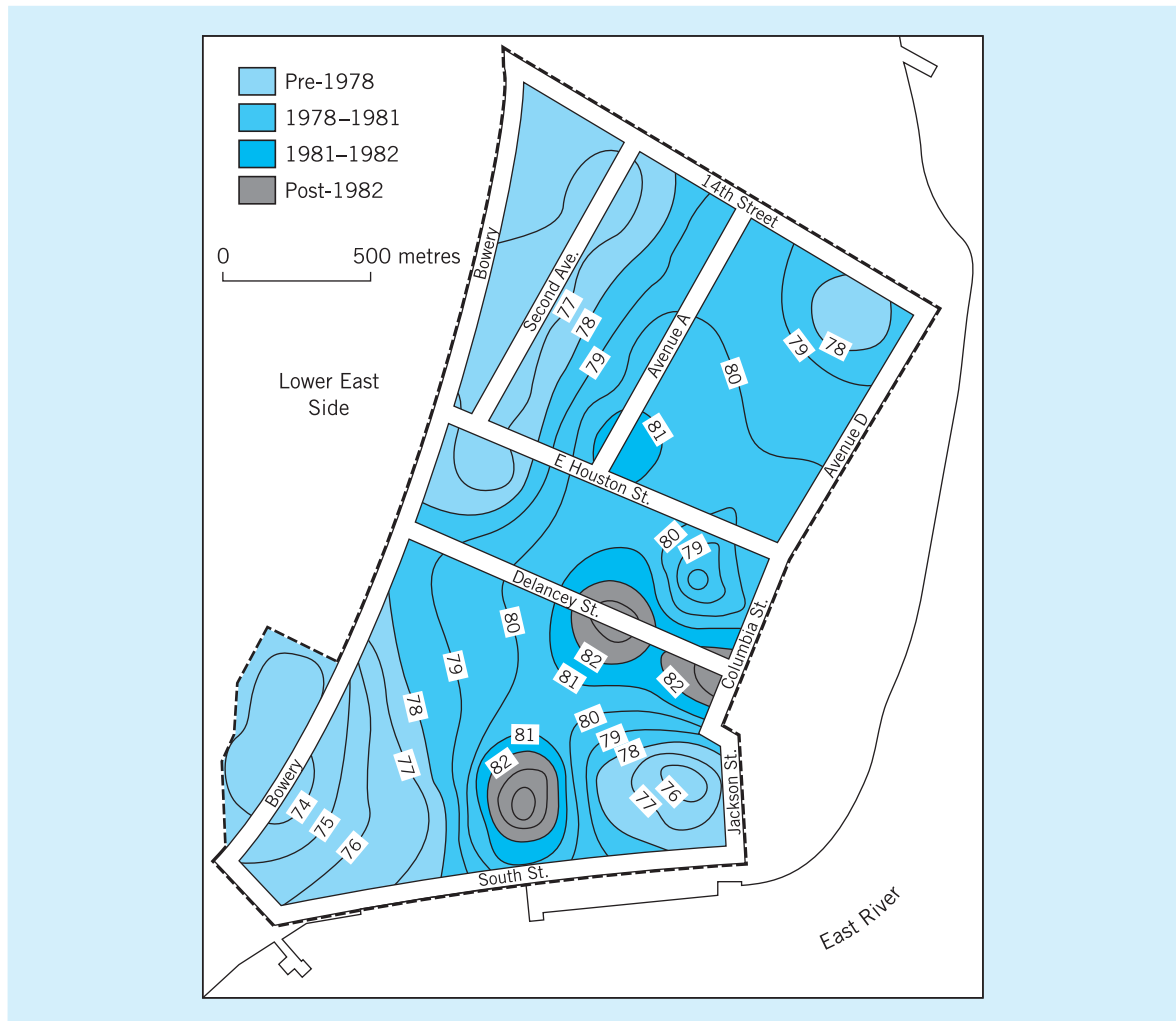 Pre-1978
1978–1981
1981–1982
Post-1982
0 500 metres
14th Street
Bowery
Second Ave.
77
78
79
Avenue A
80
79
78
81
Avenue D
Lower East
Side
E Houston St.
80
79
Delancey St.
Columbia St.
80
82
81
82
79
78
77
80
79
78
81
82
76
77
Jackson St.
Bowery
74
75
76
South St.
East River